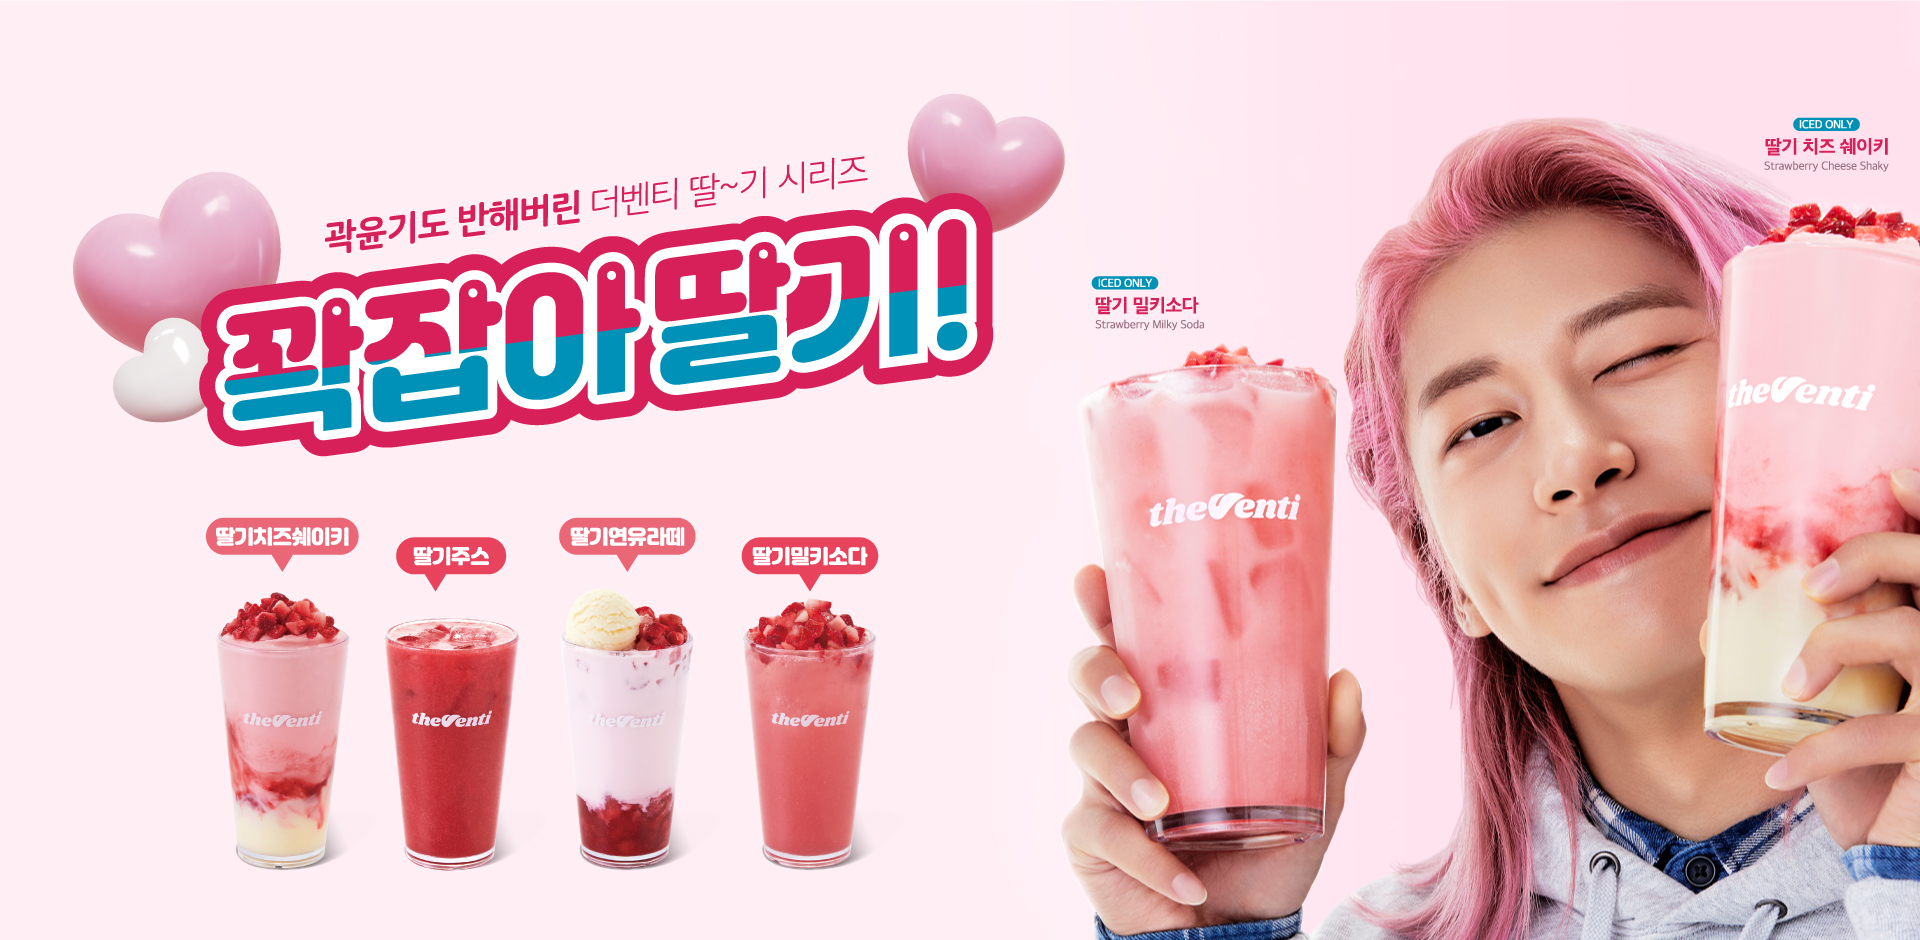 곽윤기도 반해버린 더벤티 딸~기 시리즈
꽉잡아딸기!
딸기치즈쉐이키
딸기주스
딸기연유라떼
딸기밀키소다
theventi
theventi
theventi
theventi
ICED ONLY
딸기 밀키소다
Strawberry Milky Soda
theventi
ICED ONLY
딸기 치즈 쉐이키
Strawberry Cheese Shaky
theventi